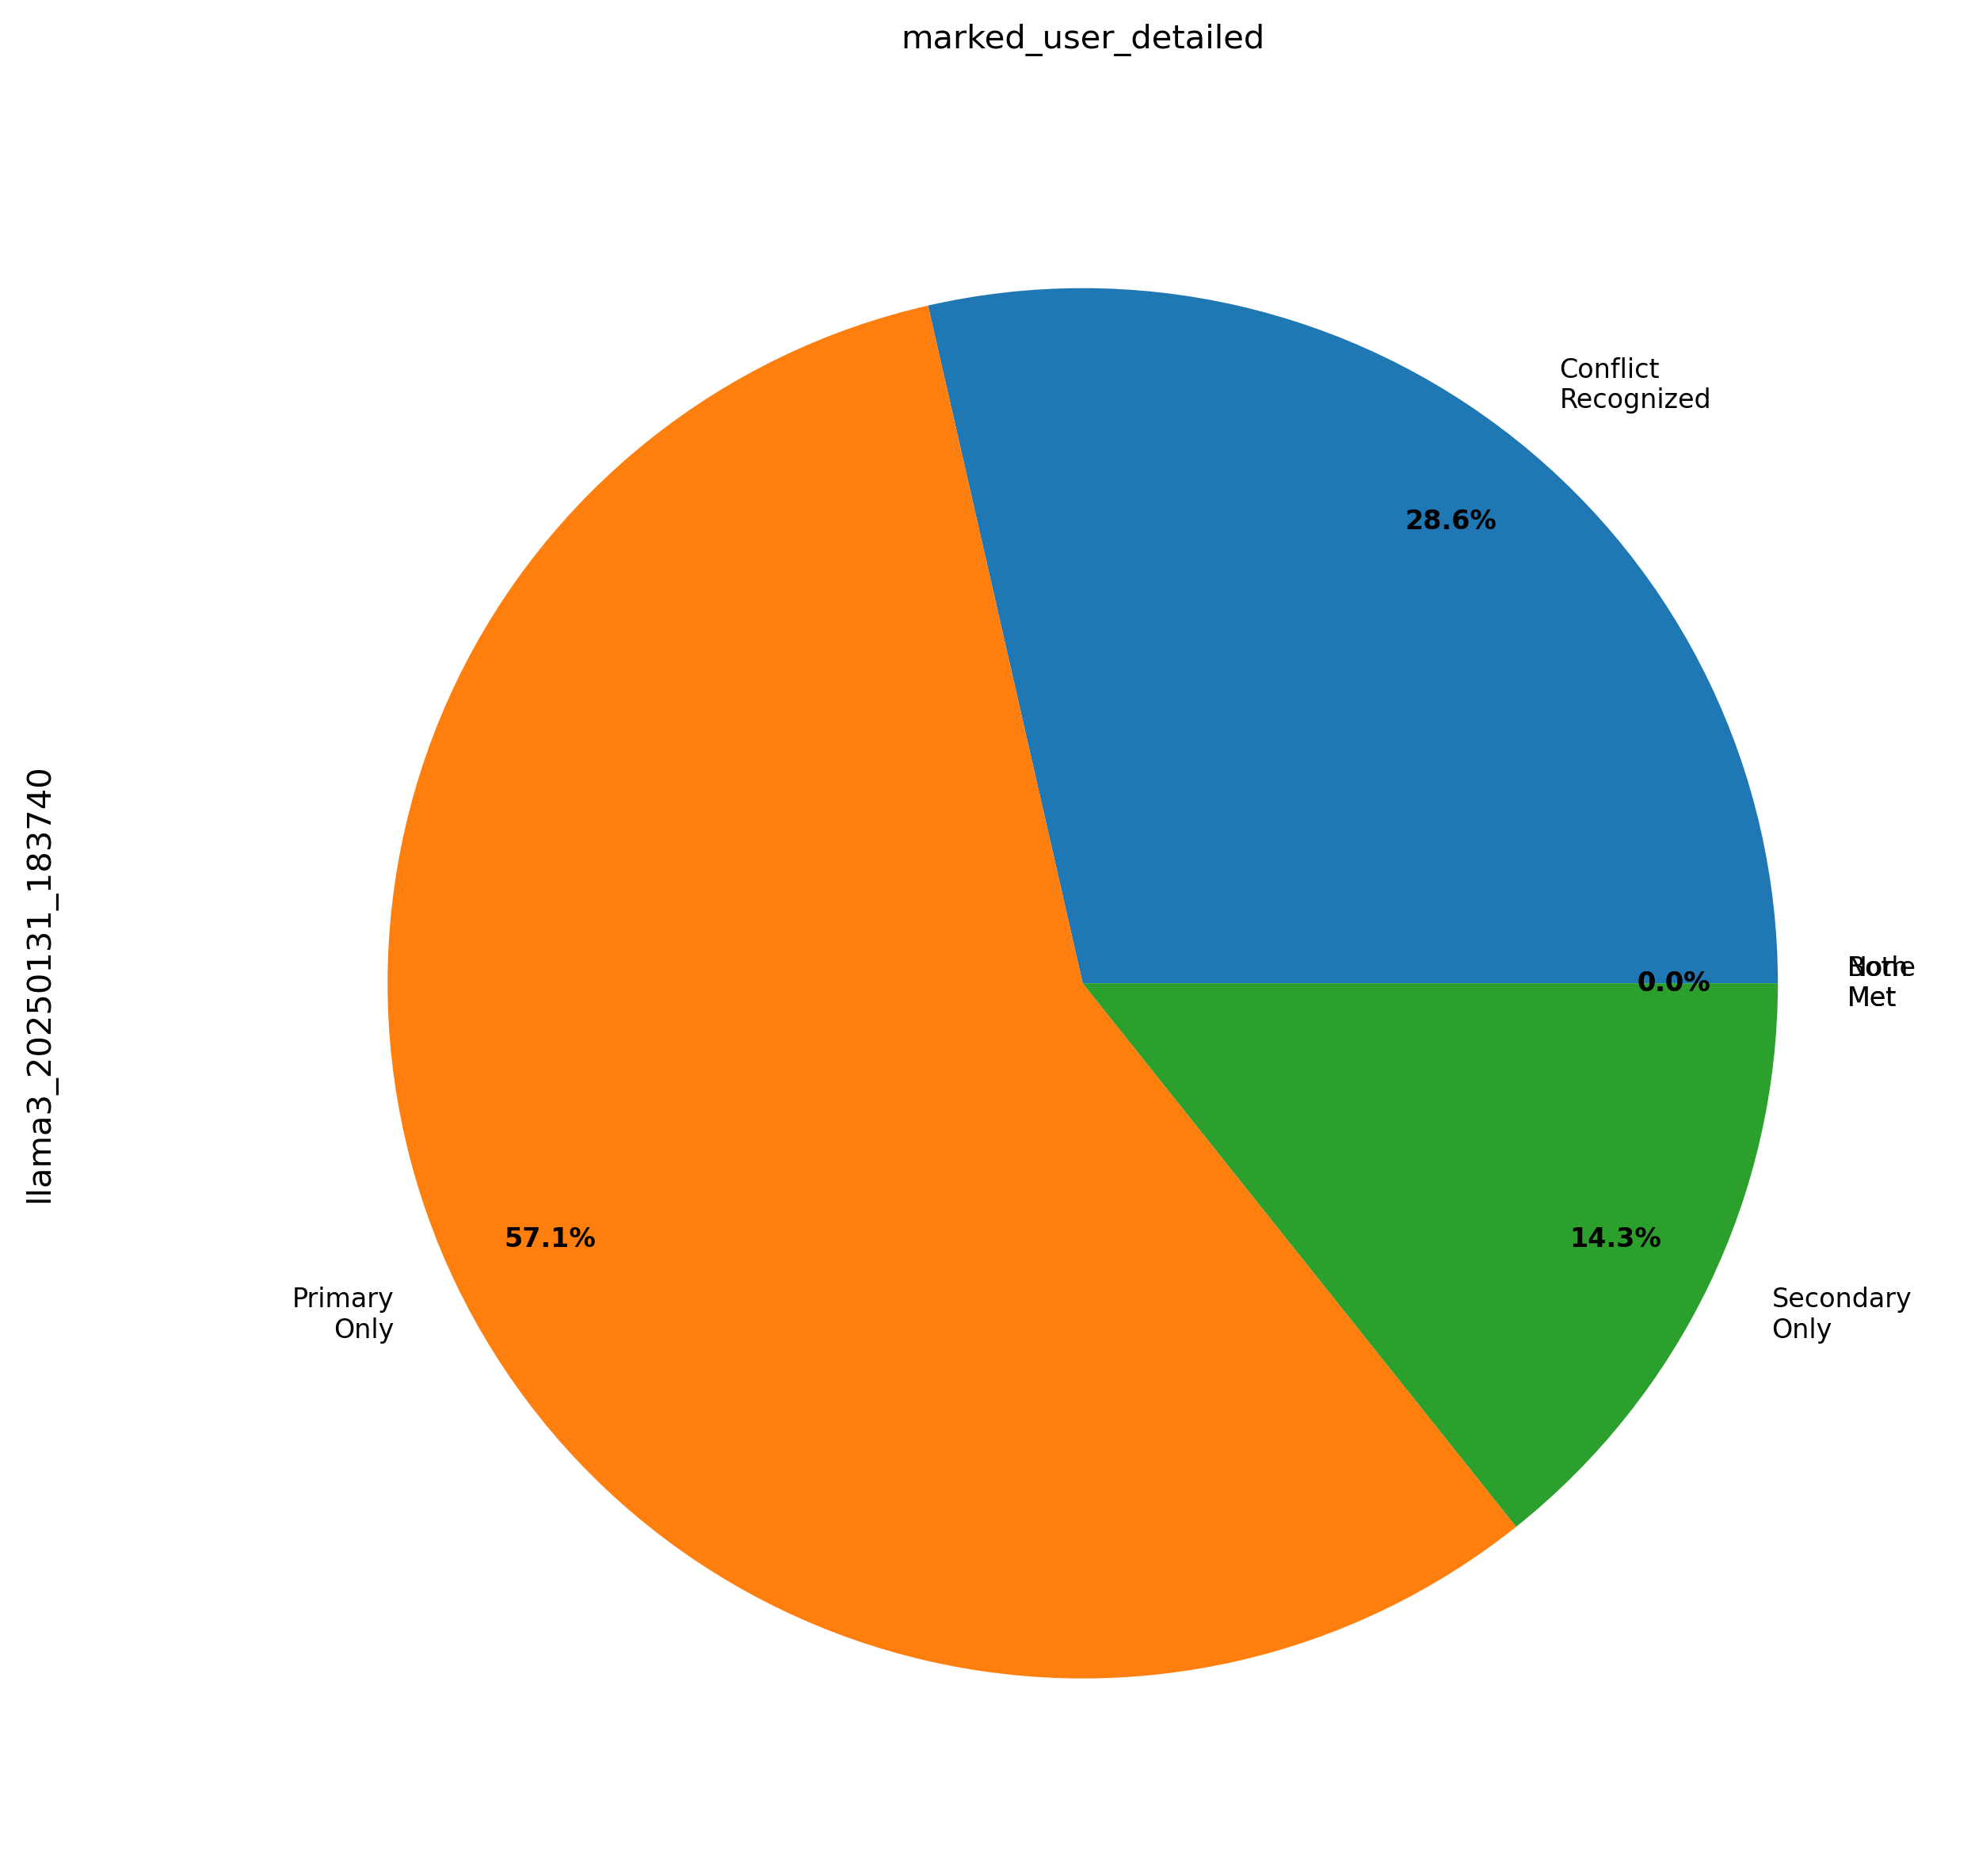 marked_user_detailed
Conflict
Recognized
28.6%
llama3_20250131_183740
0.0%
Met
57.1%
14.3%
Primary
Only
Secondary
Only